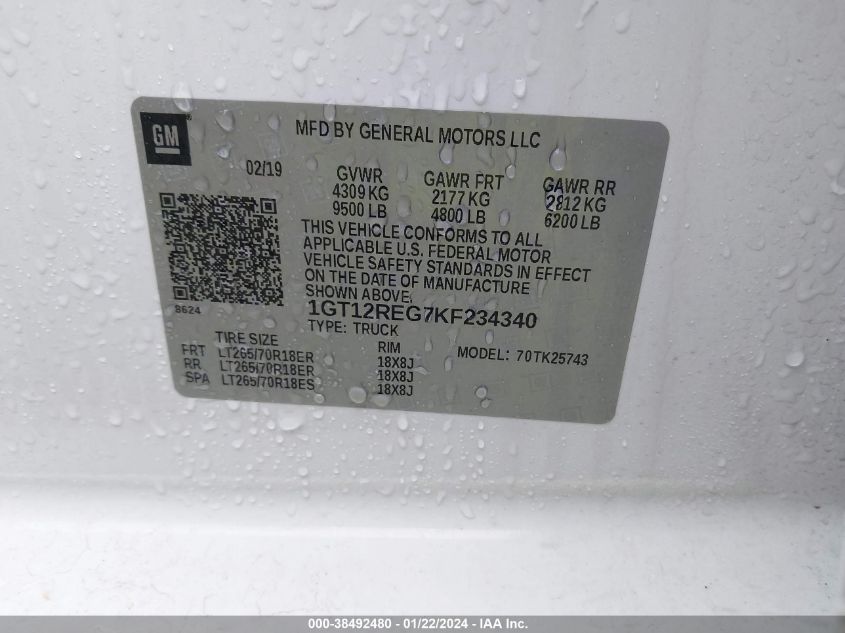 GM
MFD BY GENERAL MOTORS LLC
02/19 GVWR GAWR FRT GAWR RR
4309 KG 2177 KG 2812 KG
9500 LB 4800 LB 6200 LB
THIS VEHICLE CONFORMS TO ALL
APPLICABLE U.S. FEDERAL MOTOR
VEHICLE SAFETY STANDARDS IN EFFECT
ON THE DATE OF MANUFACTURE
SHOWN ABOVE.
8624
1GT12REG7KF234340
TYPE: TRUCK
TIRE SIZE RIM MODEL: 70TK25743
FRT LT265/70R18ER 18X8J
RR LT265/70R18ER 18X8J
SPA LT265/70R18ES 18X8J
000-38492480 - 01/22/2024 - IAA Inc.